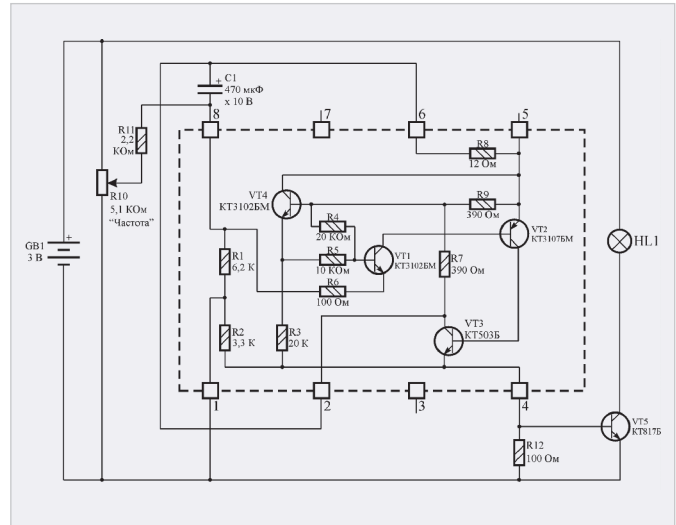 C1
+ 470 мкФ
x 10 В
8
7
6
5
R11
2,2
КОм
R8
12 Ом
VT4
КТ3102БМ
R9
390 Ом
R10
5,1 КОм
“Частота”
R4
20 КОм
VT2
КТ3107БМ
+
GB1
3 В
R1
6,2 К
R5
10 КОм
VT1
КТ3102БМ
R7
390 Ом
HL1
R6
100 Ом
R2
3,3 К
R3
20 К
VT3
КТ503Б
1
2
3
4
R12
100 Ом
VT5
КТ817Б